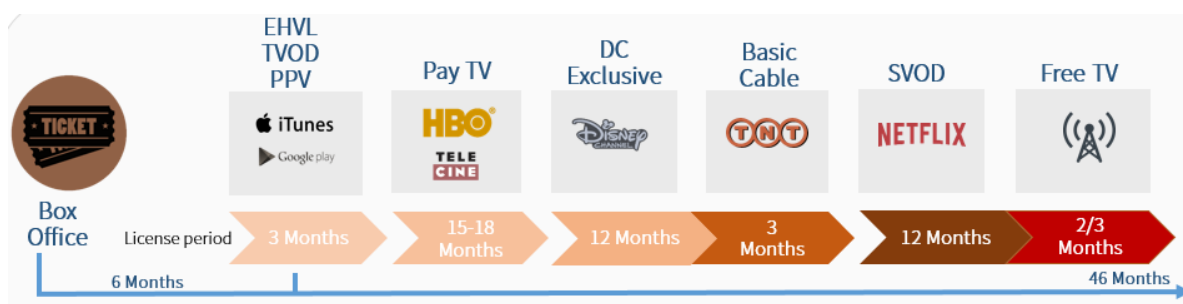 EHVL
TVOD
PPV
Pay TV
DC
Exclusive
Basic
Cable
SVOD
Free TV
TICKET
iTunes
Google play
HBO®
TELE
CINE
Disney
CHANNEL
TNT
NETFLIX
Box
Office
License period
3 Months
15-18
Months
12 Months
3
Months
12 Months
2/3
Months
6 Months
46 Months